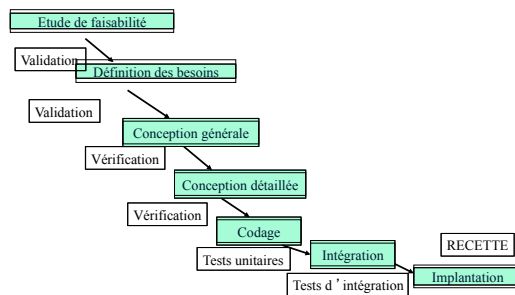 Etude de faisabilité
Validation
Définition des besoins
Validation
Conception générale
Vérification
Conception détaillée
Vérification
Codage
Tests unitaires
Intégration
RECETTE
Tests d ’ intégration
Implantation